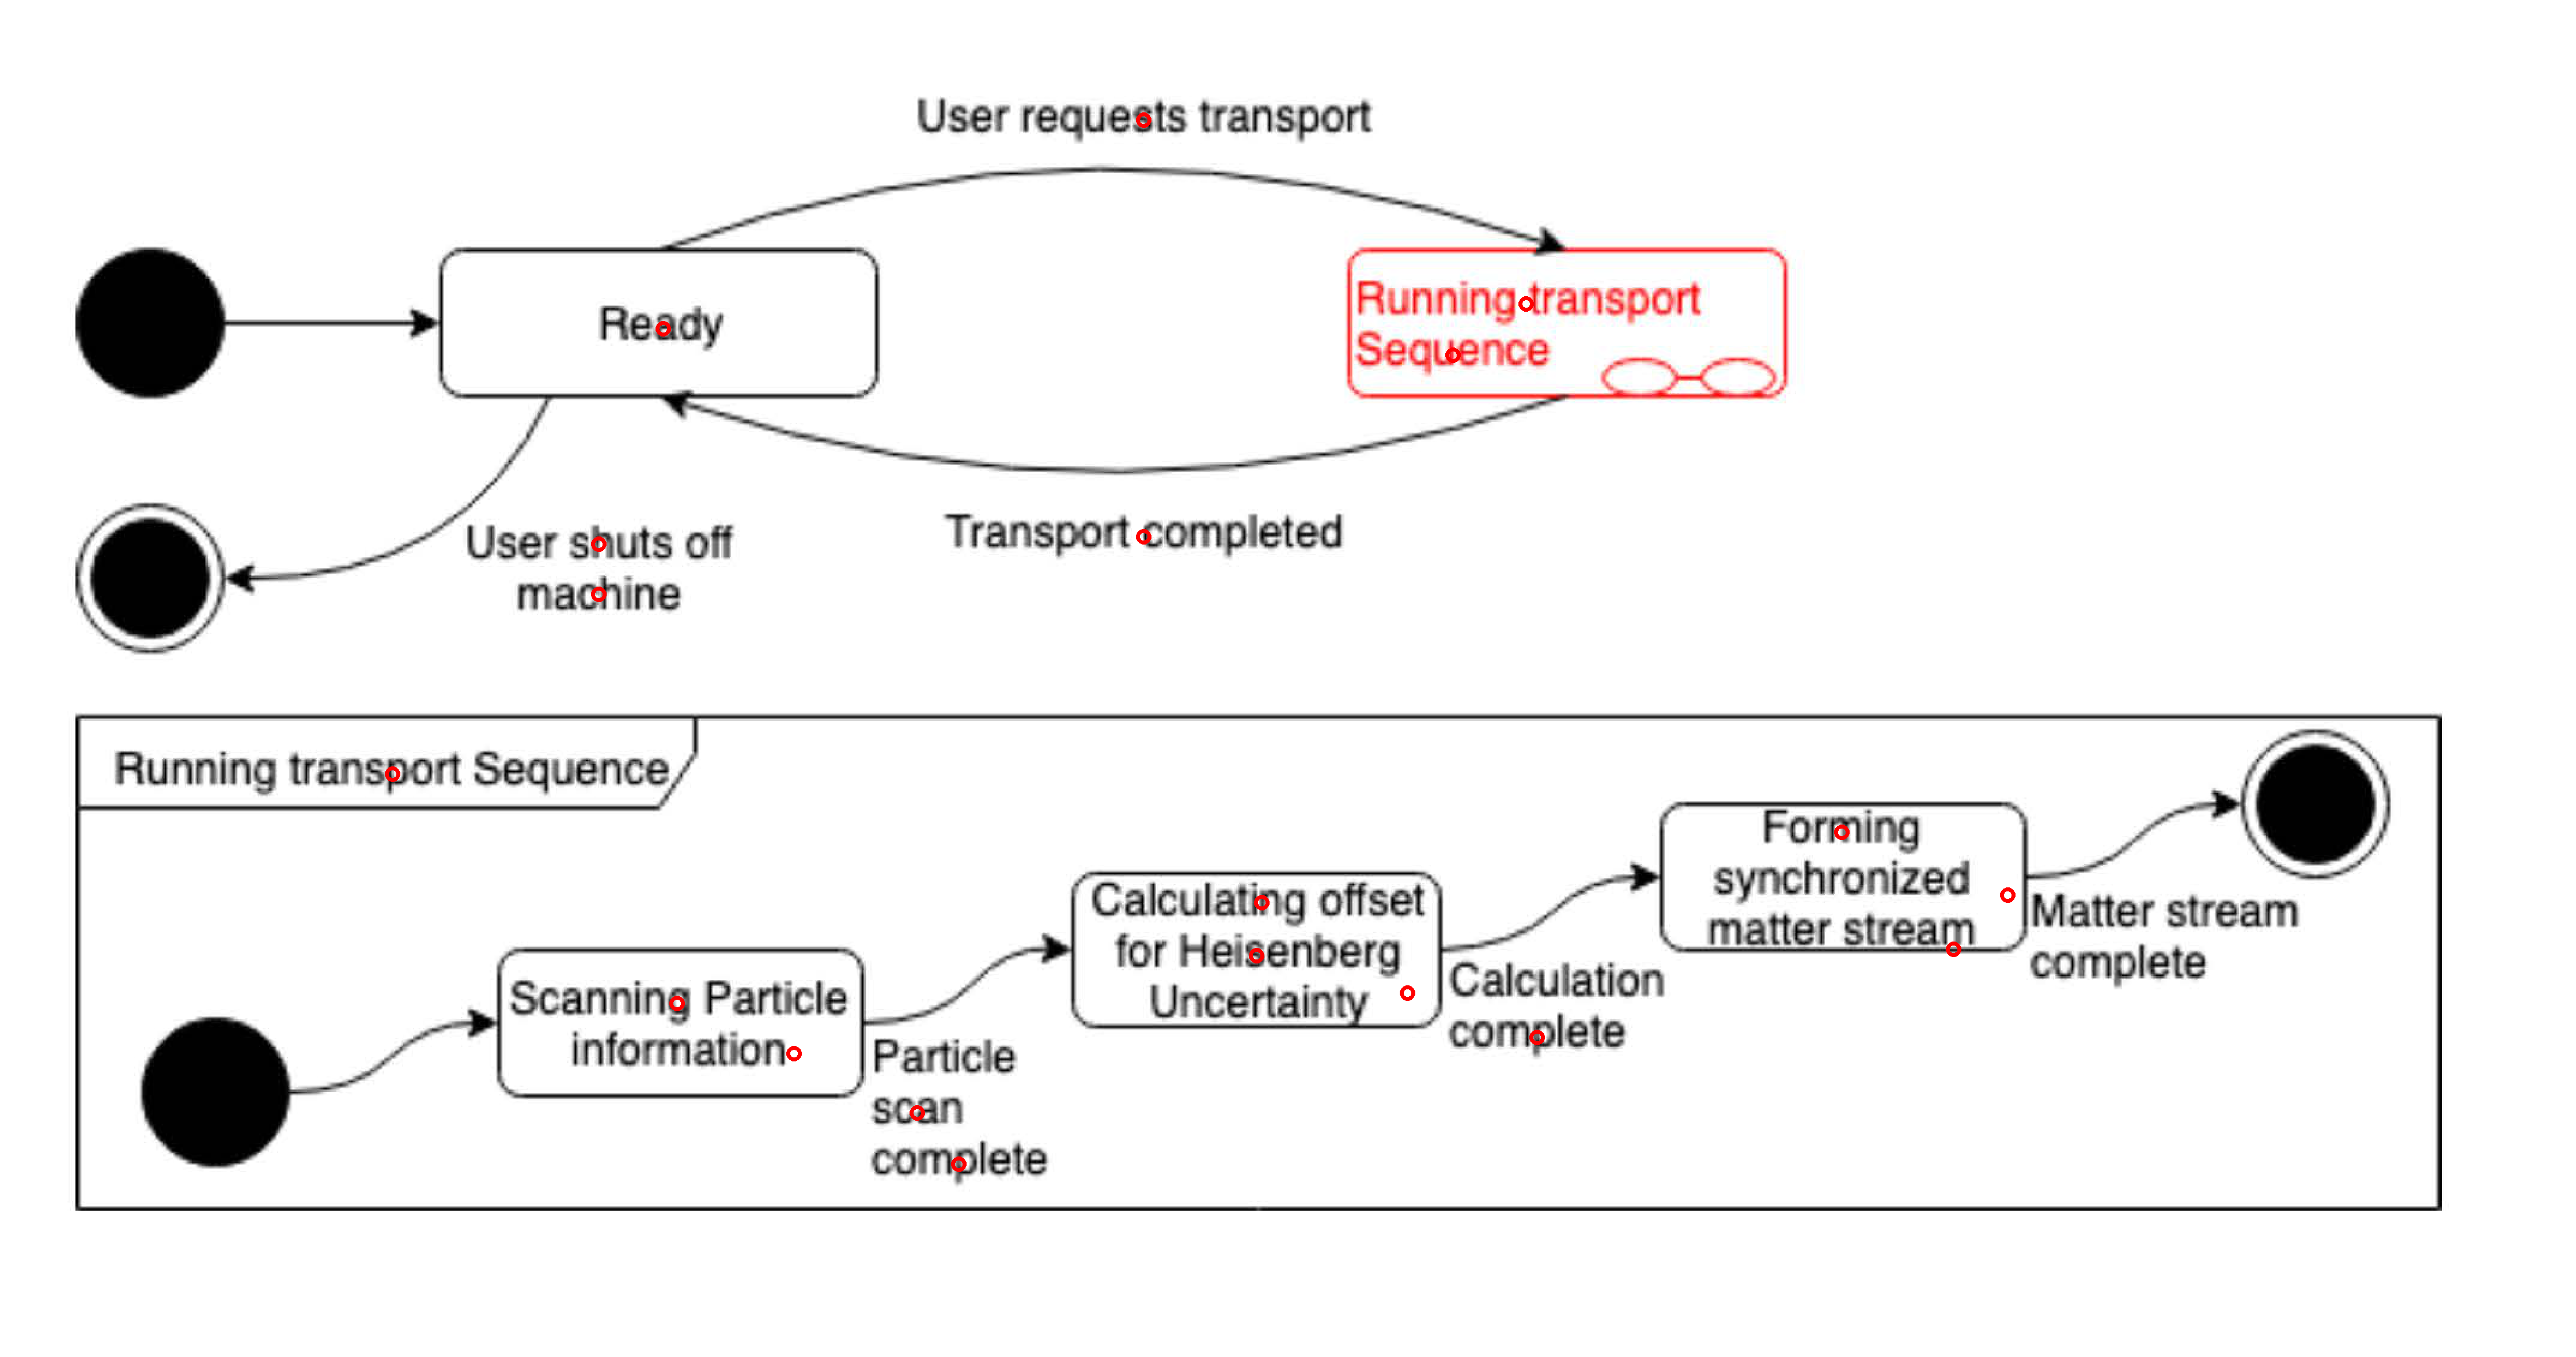 User requests transport
Ready
Running transport
Sequence
User shuts off
machine
Transport completed
Running transport Sequence
Scanning Particle
information
Particle
scan
complete
Calculating offset
for Heisenberg
Uncertainty
Calculation
complete
Forming
synchronized
matter stream
Matter stream
complete